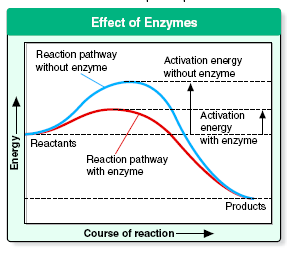 Effect of Enzymes
Reaction pathway
without enzyme
Activation energy
without enzyme
Activation
energy
with enzyme
Reactants
Reaction pathway
with enzyme
Products
Energy
Course of reaction